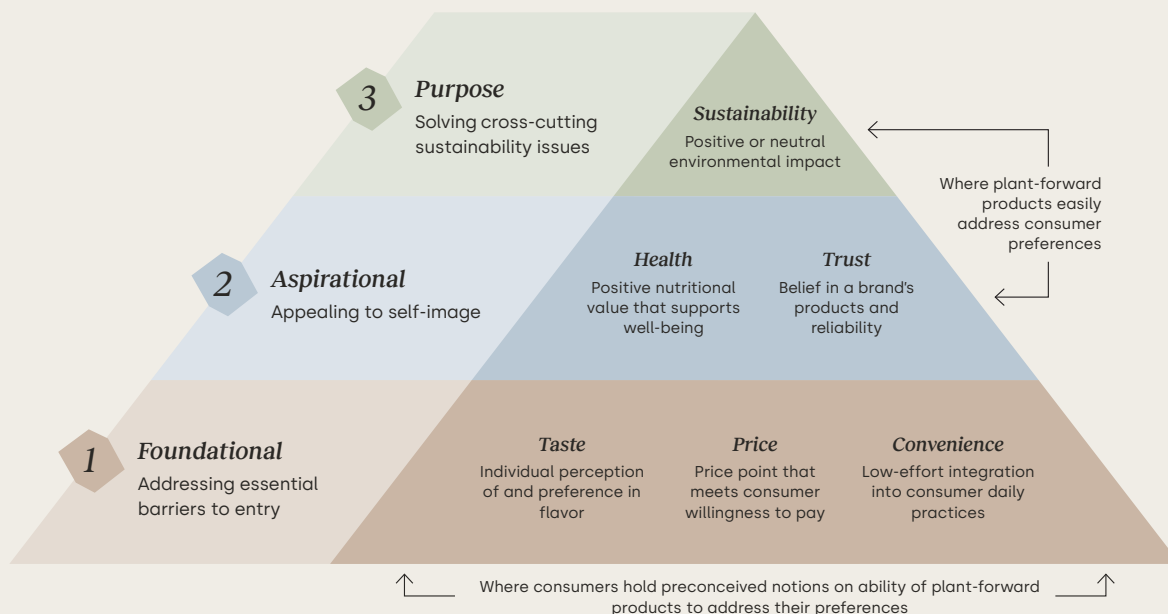 3
Purpose
Solving cross-cutting
sustainability issues
Sustainability
Positive or neutral
environmental impact
Where plant-forward
products easily
address consumer
preferences
2
Aspirational
Appealing to self-image
Health
Positive nutritional
value that supports
well-being
Trust
Belief in a brand's
products and
reliability
1
Foundational
Addressing essential
barriers to entry
Taste
Individual perception
of and preference in
flavor
Price
Price point that
meets consumer
willingness to pay
Convenience
Low-effort integration
into consumer daily
practices
Where consumers hold preconceived notions on ability of plant-forward
products to address their preferences